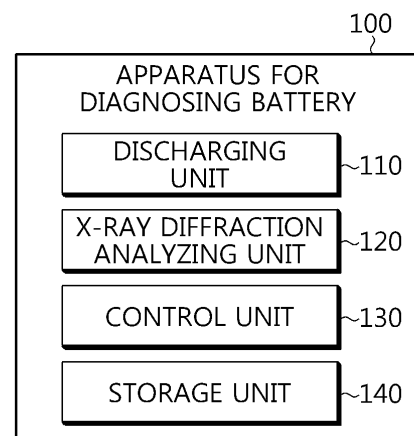 100
APPARATUS FOR
DIAGNOSING BATTERY
DISCHARGING
UNIT
110
X-RAY DIFFRACTION
ANALYZING UNIT
120
CONTROL UNIT
130
STORAGE UNIT
140